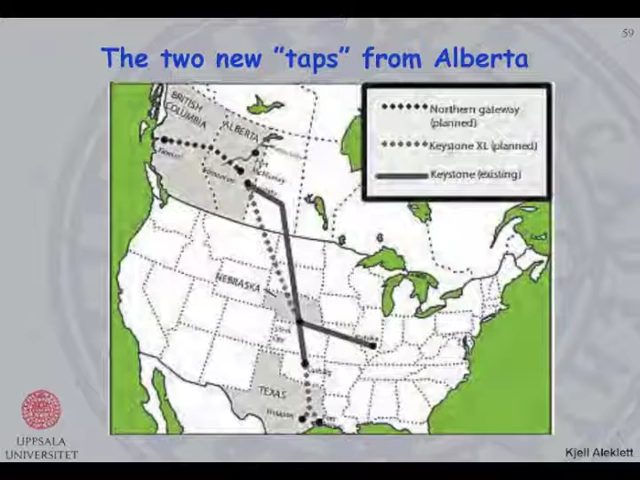 59
The two new "taps" from Alberta
BRITISH
COLUMBIA
ALBERTA
Northern gateway
(planned)
Keystone XL (planned)
Keystone (existing)
NEBRASKA
TEXAS
UPPSALA
UNIVERSITET
Kjell Aleklett